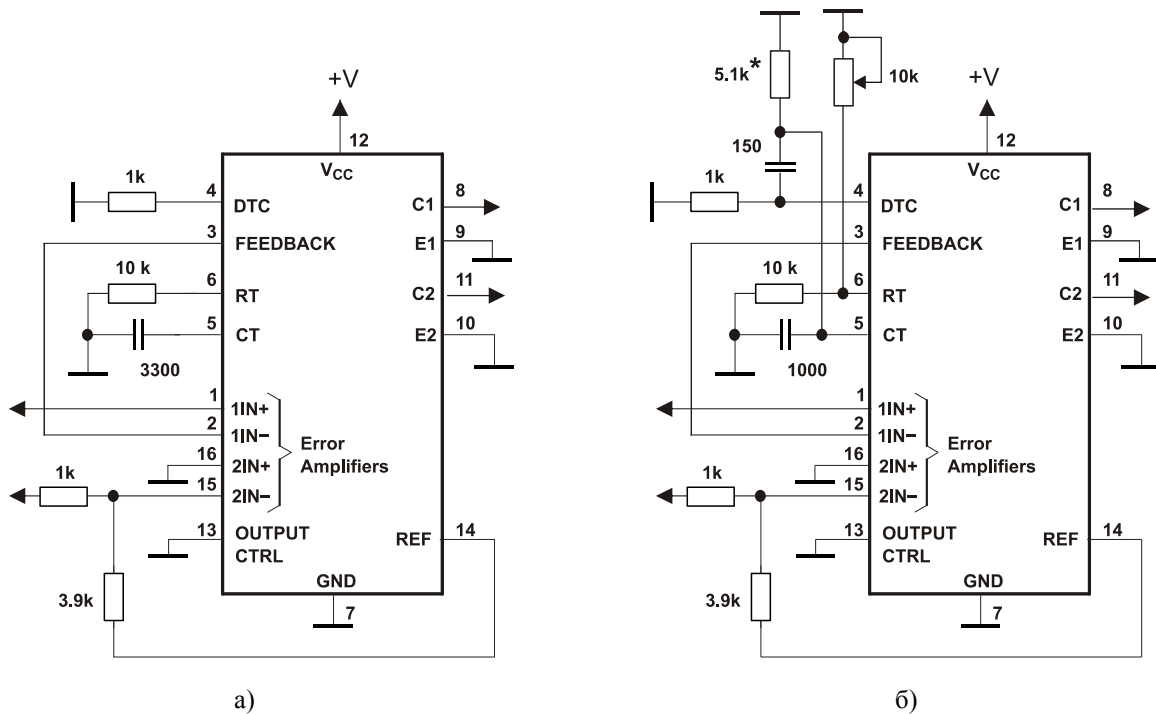 +V
12
VCC
1k
4
DTC
C1
8
3
FEEDBACK
E1
9
10 k
6
RT
C2
11
5
CT
E2
10
3300
1
1IN+
2
1IN–
Error
Amplifiers
16
2IN+
1k
15
2IN–
13
OUTPUT
CTRL
REF
14
GND
3.9k
7
а)
5.1k*
10k
+V
150
12
VCC
1k
4
DTC
C1
8
3
FEEDBACK
E1
9
10 k
6
RT
C2
11
5
CT
E2
10
1000
1
1IN+
2
1IN–
Error
Amplifiers
16
2IN+
1k
15
2IN–
13
OUTPUT
CTRL
REF
14
GND
3.9k
7
б)